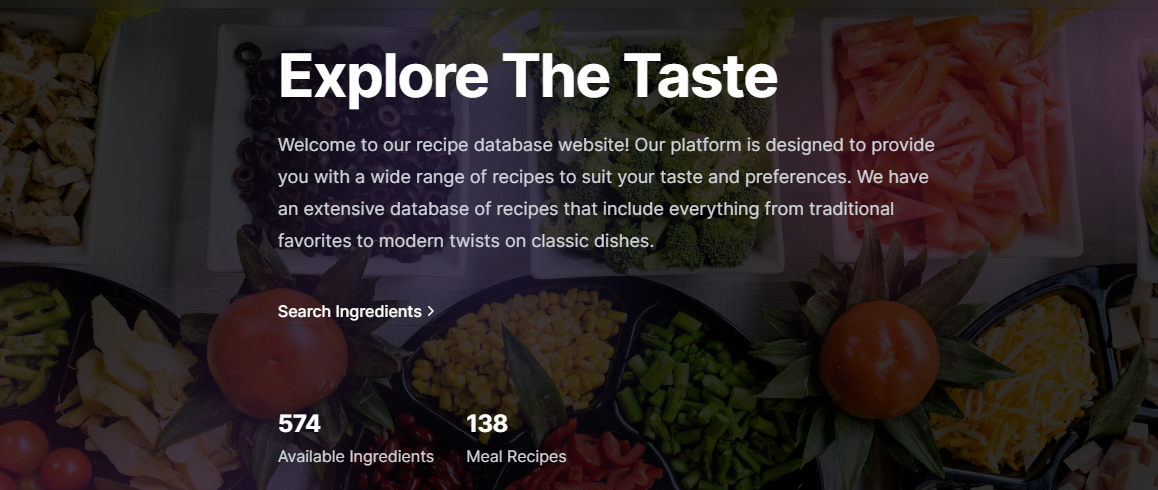 Explore The Taste
Welcome to our recipe database website! Our platform is designed to provide
you with a wide range of recipes to suit your taste and preferences. We have
an extensive database of recipes that include everything from traditional
favorites to modern twists on classic dishes.
Search Ingredients >
574 138
Available Ingredients Meal Recipes